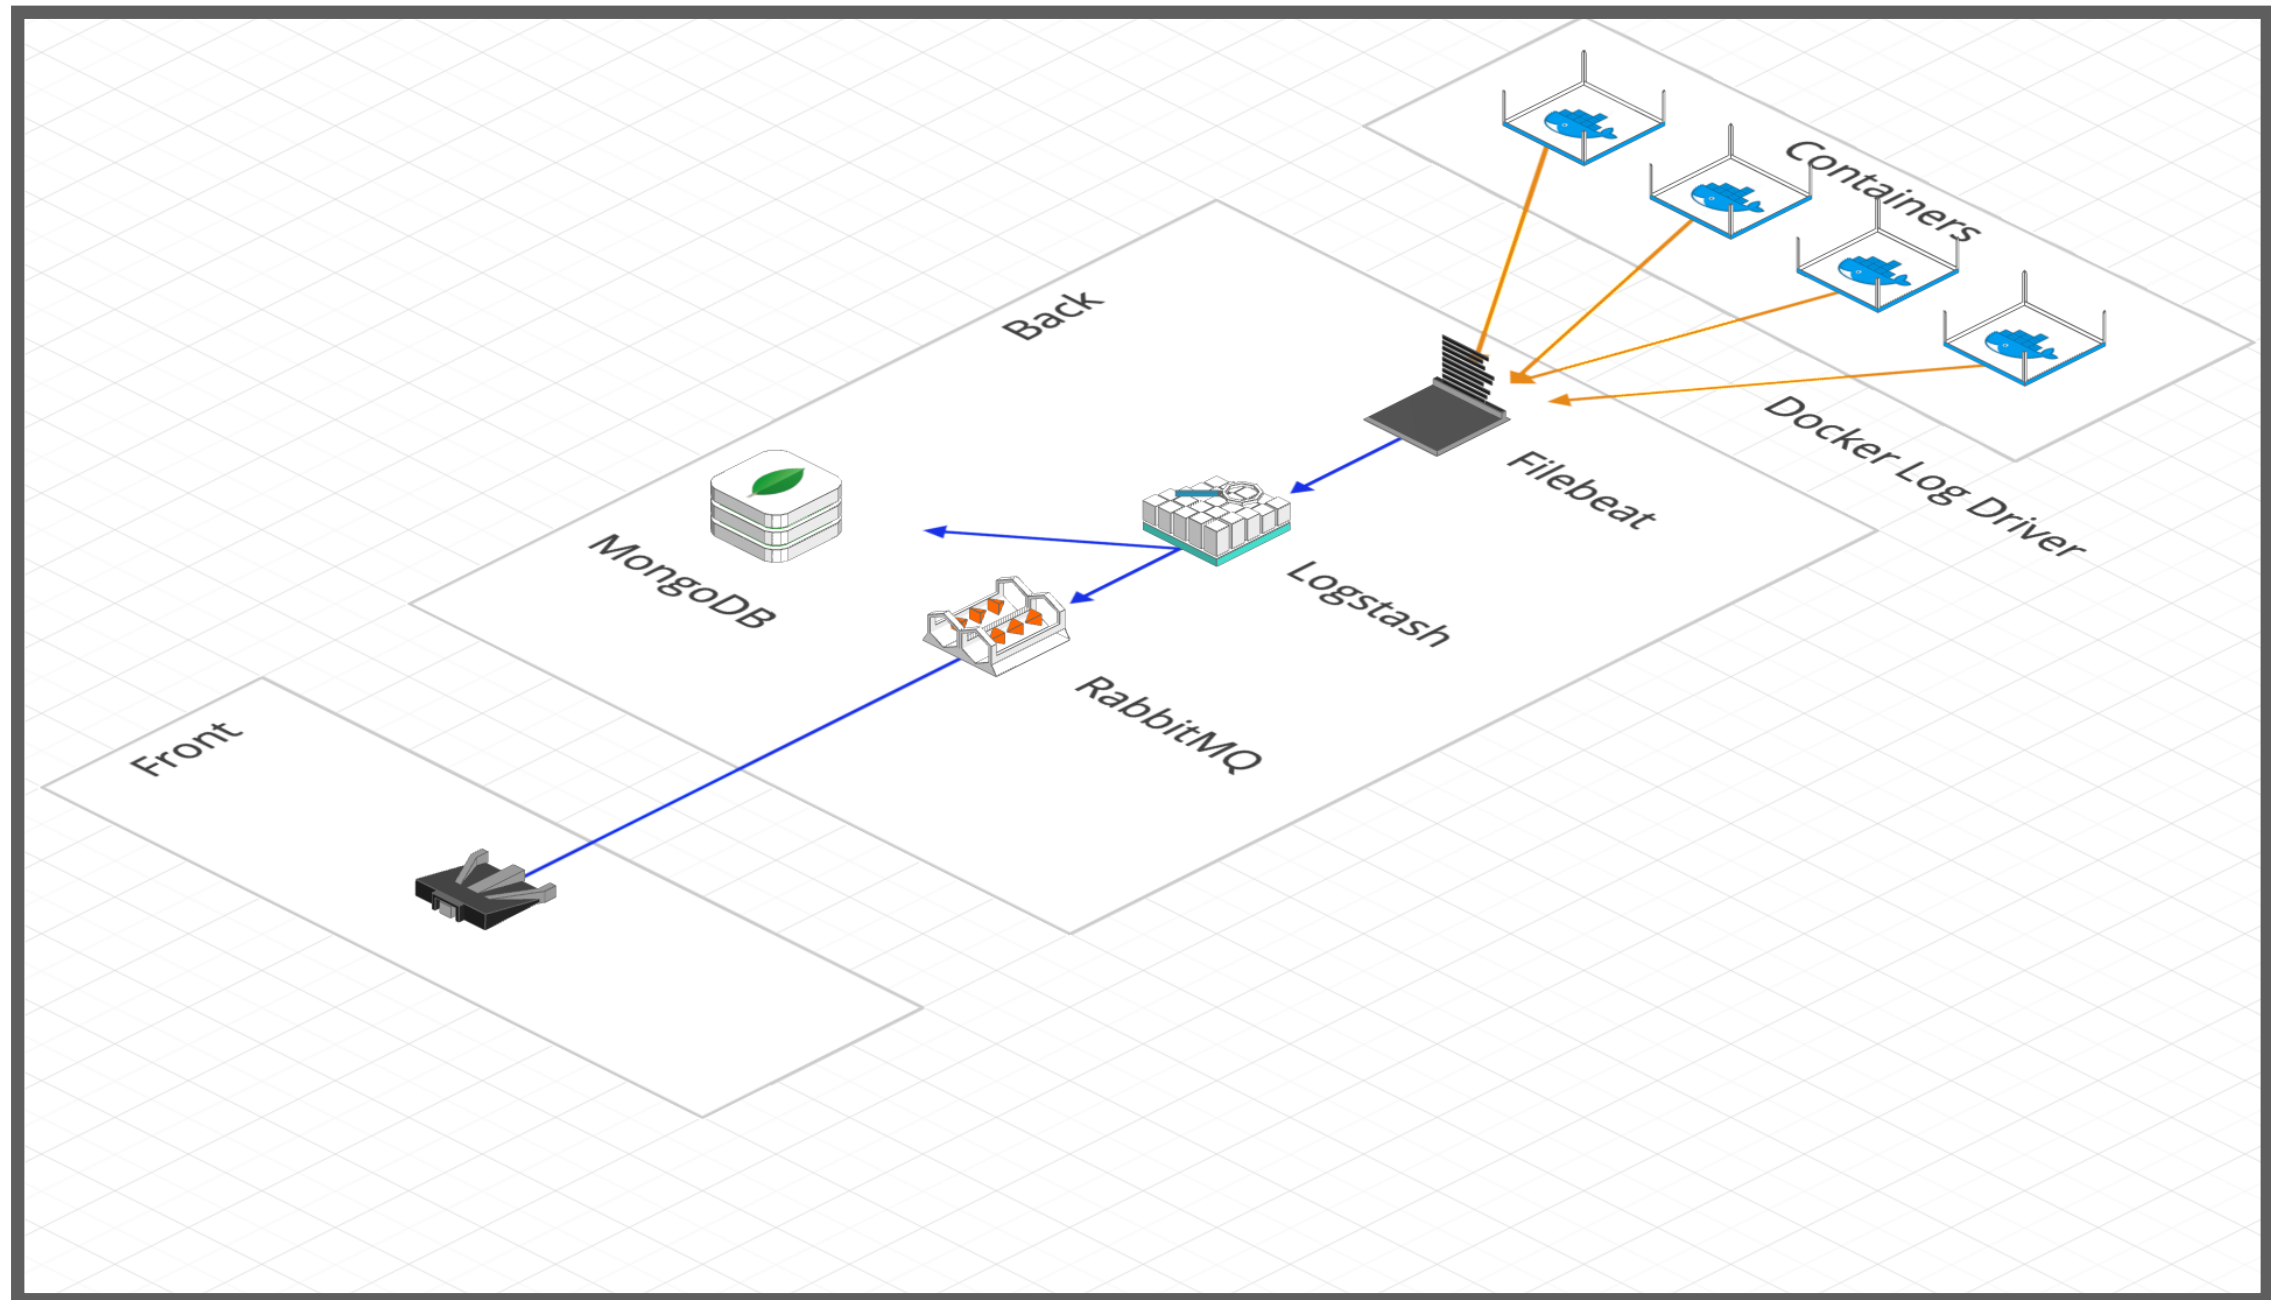 Containers
Docker Log Driver
Back
Filebeat
Logstash
MongoDB
RabbitMQ
Front